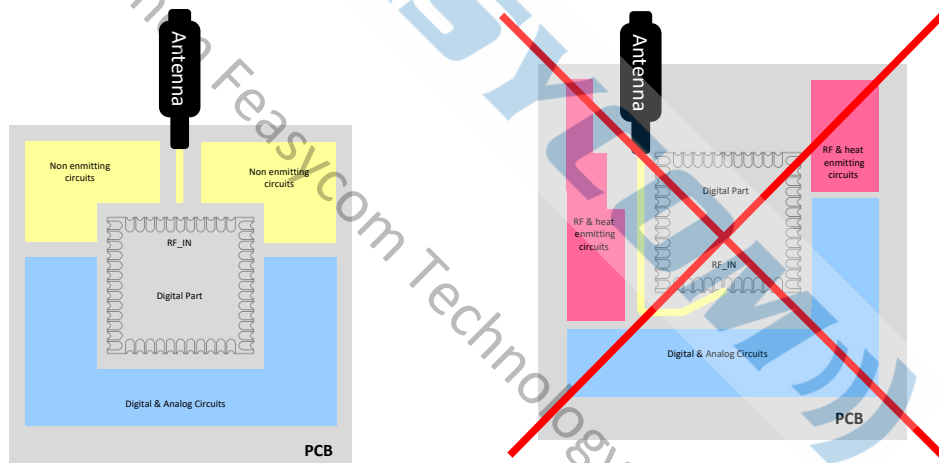 Antenna
Non enmitting
circuits
Non enmitting
circuits
RF_IN
Digital Part
Digital & Analog Circuits
PCB
Antenna
RF & heat
enmitting
circuits
Digital Part
RF & heat
enmitting
circuits
RF_IN
Digital & Analog Circuits
PCB
Feasycom Technology